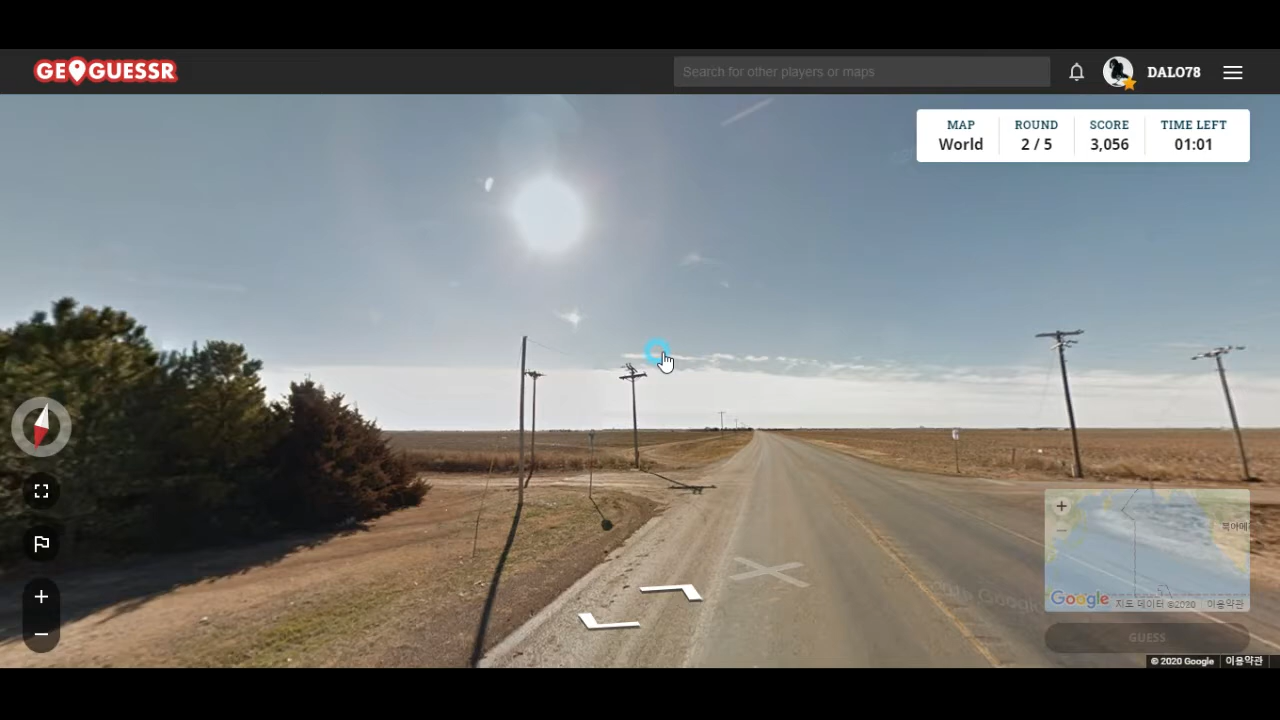 GEOGUESSR
Search for other players or maps
DALO78
MAP
World
ROUND
2 / 5
SCORE
3,056
TIME LEFT
01:01
+
−
+
−
Google
지도 데이터 ©2020
이용약관
GUESS
© 2020 Google
이용약관